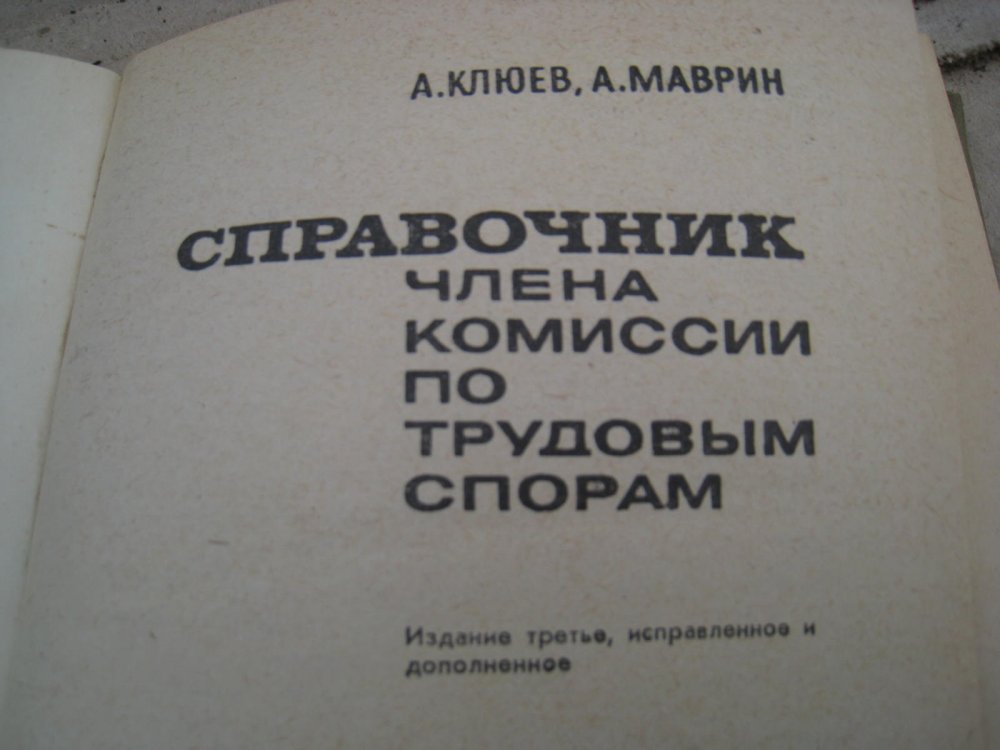 А.КЛЮЕВ, А.МАВРИН
СПРАВОЧНИК
ЧЛЕНА
КОМИССИИ
ПО
ТРУДОВЫМ
СПОРАМ
Издание третье, исправленное и
дополненное